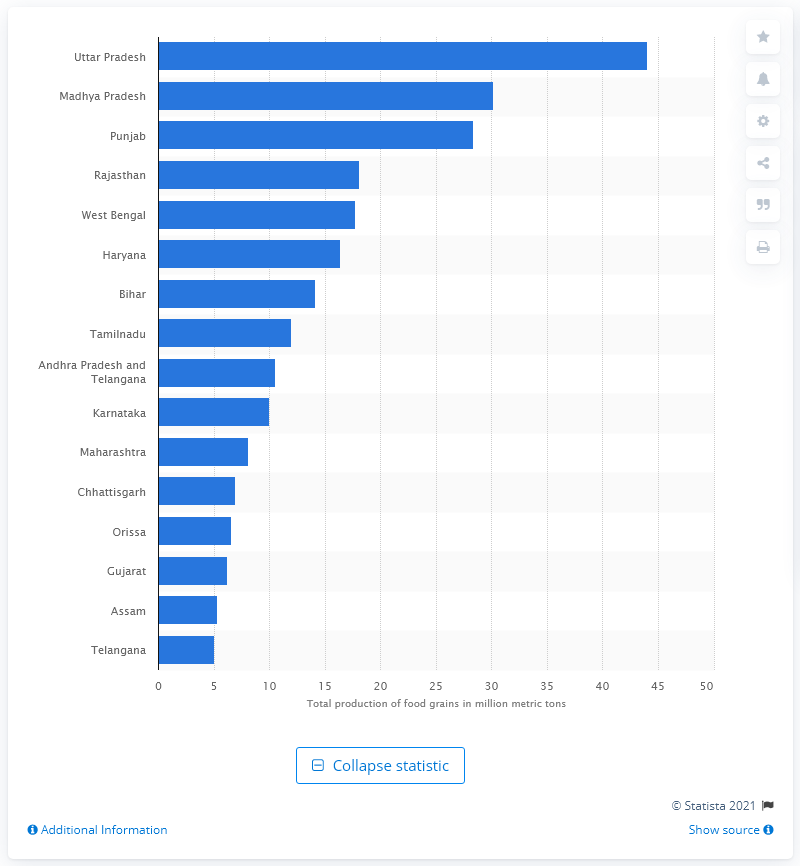 Uttar Pradesh
Madhya Pradesh
Punjab
Rajasthan
West Bengal
Haryana
Bihar
Tamilnadu
Andhra Pradesh and
Telangana
Karnataka
Maharashtra
Chhattisgarh
Orissa
Gujarat
Assam
Telangana
0 5 10 15 20 25 30 35 40 45 50
Total production of food grains in million metric tons
Collapse statistic
© Statista 2021
Additional Information
Show source